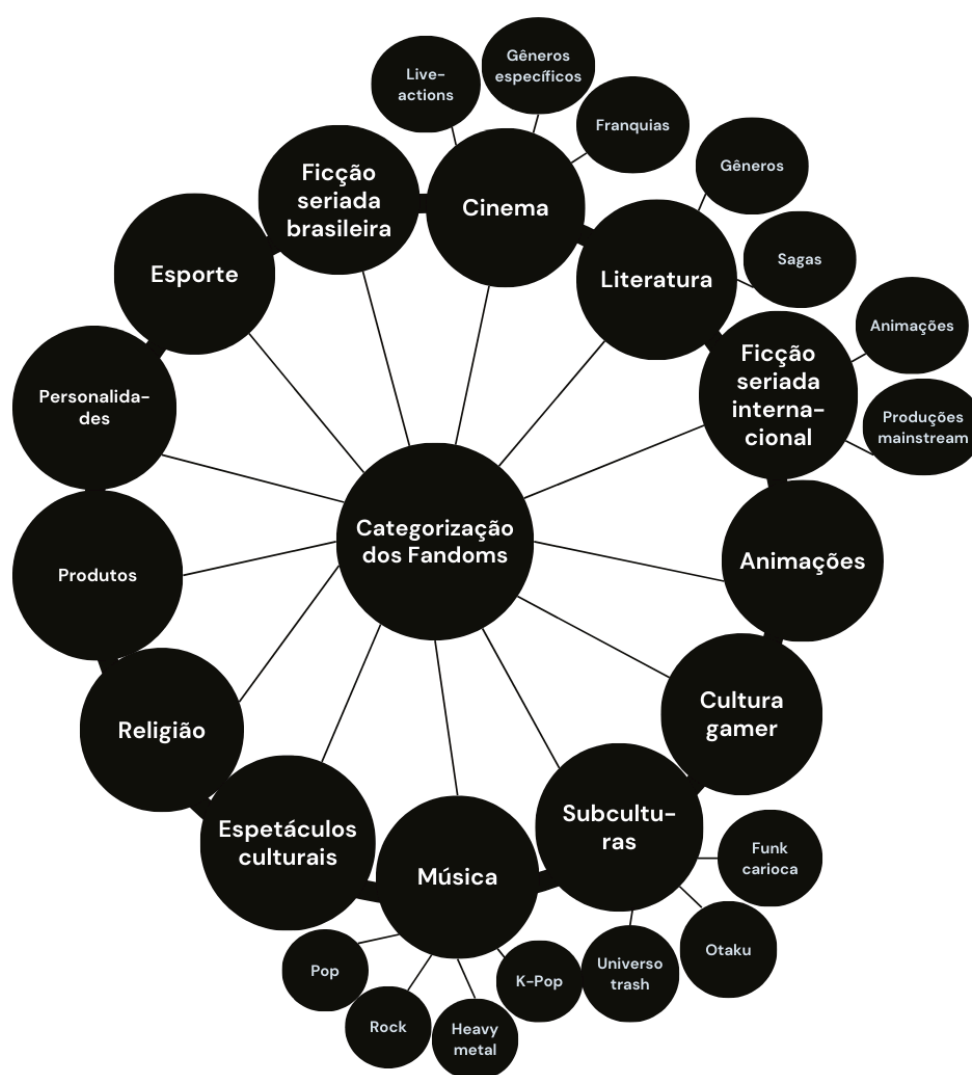 Live-
actions
Gêneros
específicos
Franquias
Gêneros
Sagas
Animações
Produções
mainstream
Ficção
seriada
brasileira
Cinema
Literatura
Ficção
seriada
interna-
cional
Animações
Cultura
gamer
Subcultu-
ras
Funk
carioca
Otaku
Universo
trash
Música
K-Pop
Heavy
metal
Rock
Pop
Espetáculos
culturais
Religião
Produtos
Personalida-
des
Esporte
Categorização
dos Fandoms